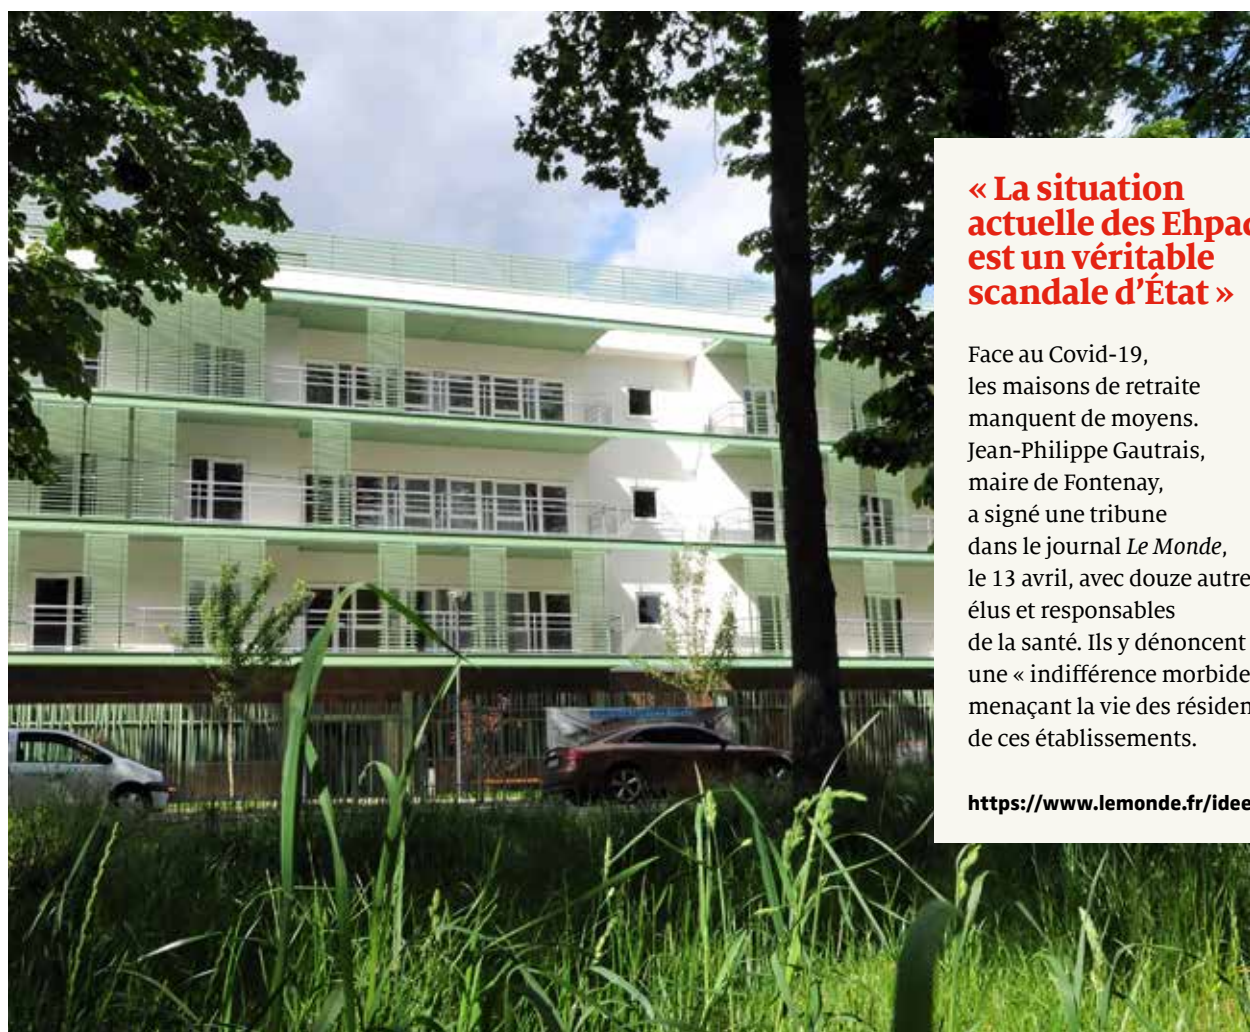 « La situation
actuelle des Ehpad
est un véritable
scandale d’État »
Face au Covid-19,
les maisons de retraite
manquent de moyens.
Jean-Philippe Gautrais,
maire de Fontenay,
a signé une tribune
dans le journal Le Monde,
le 13 avril, avec douze autre
élus et responsables
de la santé. Ils y dénoncent
une « indifférence morbide
menaçant la vie des résiden
de ces établissements.
https://www.lemonde.fr/idee